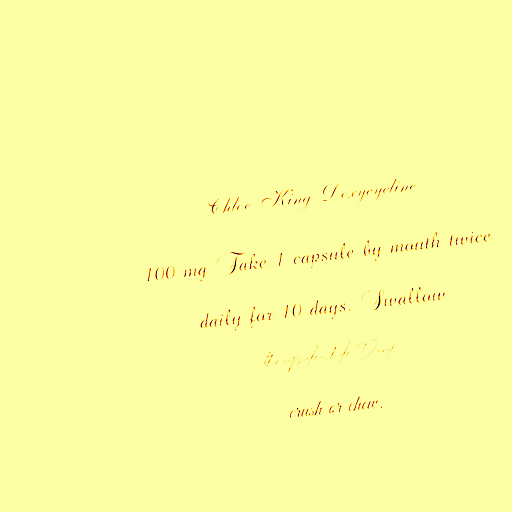 Chloe King Doxycycline
100 mg Take 1 capsule by mouth twice
daily for 10 days. Swallow
crush or chew.